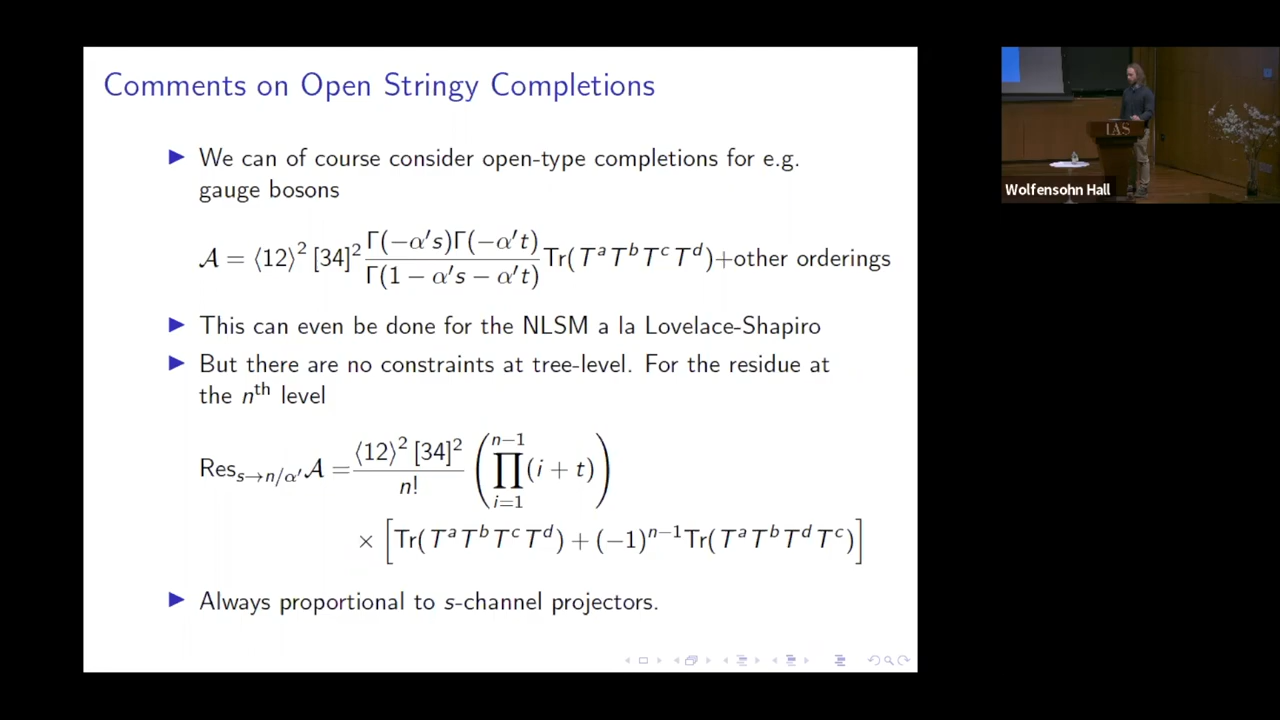 Comments on Open Stringy Completions
▶ We can of course consider open-type completions for e.g.
gauge bosons
𝒜 = ⟨12⟩² [34]² Γ(−α′s)Γ(−α′t) / Γ(1 − α′s − α′t) Tr(TᵃTᵇTᶜTᵈ)+other orderings
▶ This can even be done for the NLSM a la Lovelace-Shapiro
▶ But there are no constraints at tree-level. For the residue at
the nᵗʰ level
Res_{s→n/α′} 𝒜 = ⟨12⟩² [34]² / n! (∏_{i=1}^{n−1} (i + t))
× [Tr(TᵃTᵇTᶜTᵈ) + (−1)ⁿ⁻¹Tr(TᵃTᵇTᵈTᶜ)]
▶ Always proportional to s-channel projectors.
IAS
Wolfensohn Hall